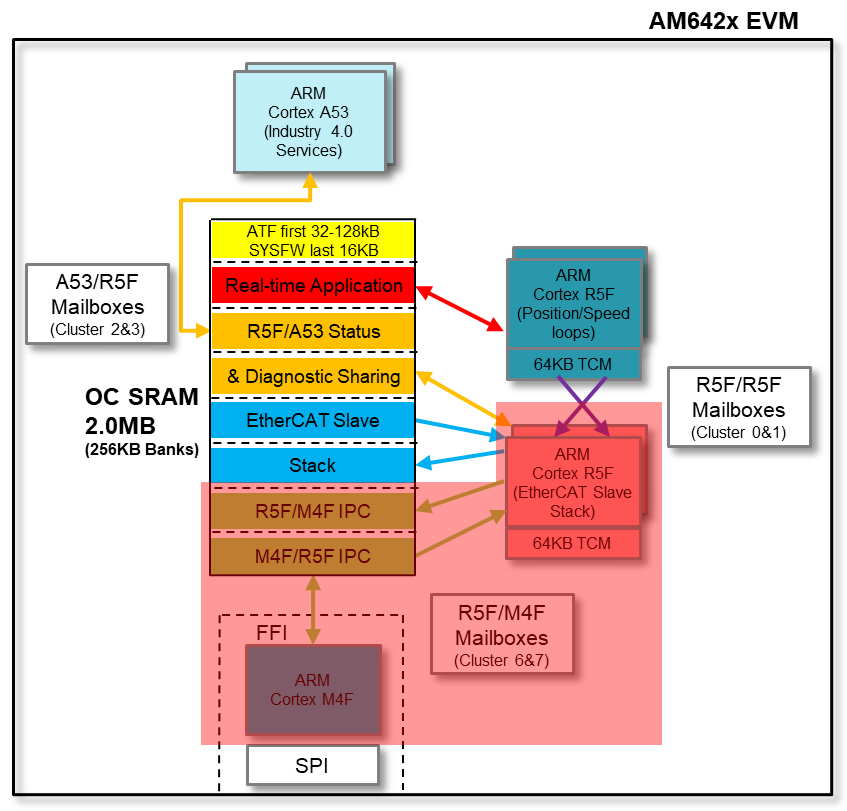 AM642x EVM
ARM
Cortex A53
(Industry 4.0
Services)
ATF first 32-128kB
SYSFW last 16KB
Real-time Application
R5F/A53 Status
& Diagnostic Sharing
EtherCAT Slave
Stack
R5F/M4F IPC
M4F/R5F IPC
A53/R5F
Mailboxes
(Cluster 2&3)
OC SRAM
2.0MB
(256KB Banks)
ARM
Cortex R5F
(Position/Speed
loops)
64KB TCM
R5F/R5F
Mailboxes
(Cluster 0&1)
ARM
Cortex R5F
(EtherCAT Slave
Stack)
64KB TCM
R5F/M4F
Mailboxes
(Cluster 6&7)
FFI
ARM
Cortex M4F
SPI